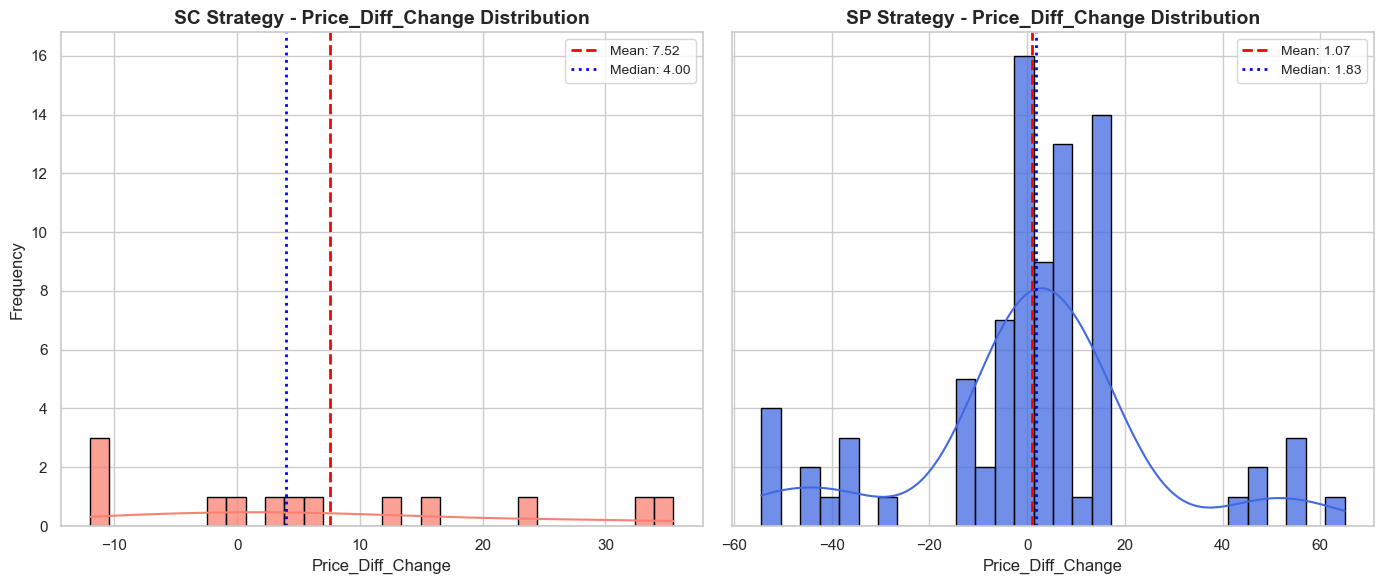 SC Strategy - Price_Diff_Change Distribution
Mean: 7.52
Median: 4.00
16
14
12
10
8
6
4
2
0
Frequency
−10
0
10
20
30
Price_Diff_Change
SP Strategy - Price_Diff_Change Distribution
Mean: 1.07
Median: 1.83
−60
−40
−20
0
20
40
60
Price_Diff_Change